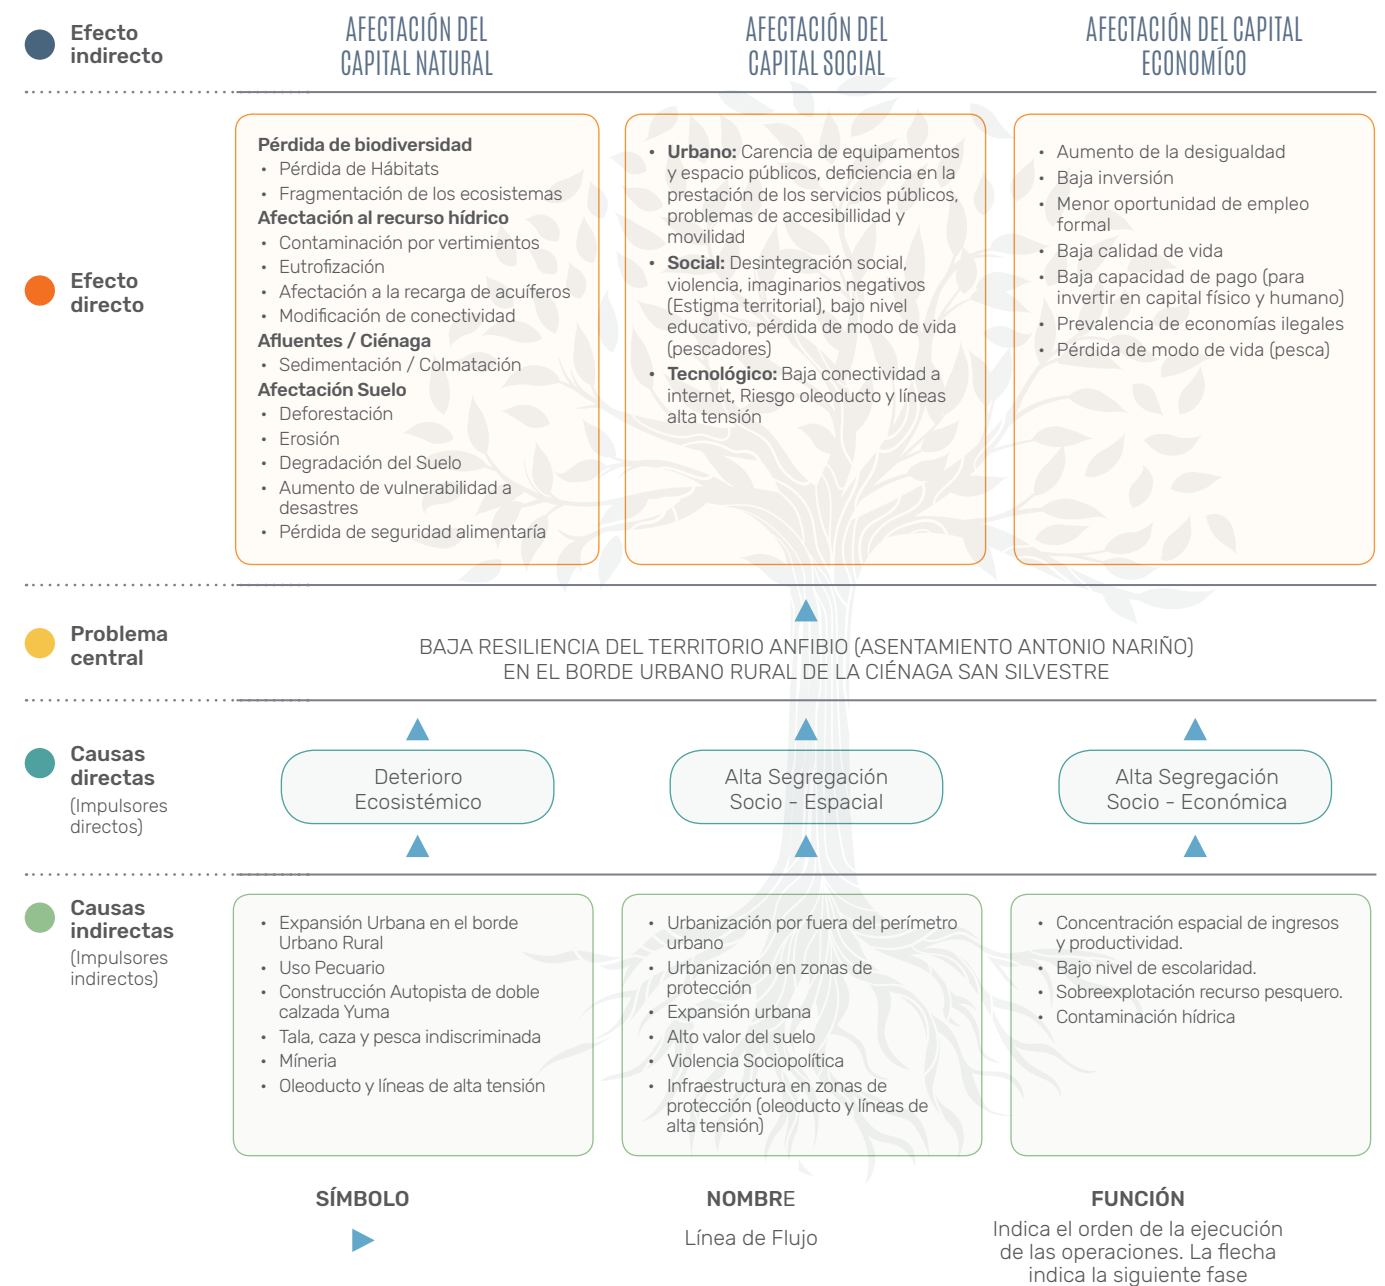 Efecto
indirecto
AFECTACIÓN DEL
CAPITAL NATURAL
AFECTACIÓN DEL
CAPITAL SOCIAL
AFECTACIÓN DEL CAPITAL
ECONOMÍCO
Efecto
directo
Pérdida de biodiversidad
• Pérdida de Hábitats
• Fragmentación de los ecosistemas
Afectación al recurso hídrico
• Contaminación por vertimientos
• Eutrofización
• Afectación a la recarga de acuíferos
• Modificación de conectividad
Afluentes / Ciénaga
• Sedimentación / Colmatación
Afectación Suelo
• Deforestación
• Erosión
• Degradación del Suelo
• Aumento de vulnerabilidad a
desastres
• Pérdida de seguridad alimentaría
• Urbano: Carencia de equipamentos
y espacio públicos, deficiencia en la
prestación de los servicios públicos,
problemas de accesibillidad y
movilidad
• Social: Desintegración social,
violencia, imaginarios negativos
(Estigma territorial), bajo nivel
educativo, pérdida de modo de vida
(pescadores)
• Tecnológico: Baja conectividad a
internet, Riesgo oleoducto y líneas
alta tensión
• Aumento de la desigualdad
• Baja inversión
• Menor oportunidad de empleo
formal
• Baja calidad de vida
• Baja capacidad de pago (para
invertir en capital físico y humano)
• Prevalencia de economías ilegales
• Pérdida de modo de vida (pesca)
Problema
central
BAJA RESILIENCIA DEL TERRITORIO ANFIBIO (ASENTAMIENTO ANTONIO NARIÑO)
EN EL BORDE URBANO RURAL DE LA CIÉNAGA SAN SILVESTRE
Causas
directas
(Impulsores
directos)
Deterioro
Ecosistémico
Alta Segregación
Socio - Espacial
Alta Segregación
Socio - Económica
Causas
indirectas
(Impulsores
indirectos)
• Expansión Urbana en el borde
Urbano Rural
• Uso Pecuario
• Construcción Autopista de doble
calzada Yuma
• Tala, caza y pesca indiscriminada
• Míneria
• Oleoducto y líneas de alta tensión
• Urbanización por fuera del perímetro
urbano
• Urbanización en zonas de
protección
• Expansión urbana
• Alto valor del suelo
• Violencia Sociopolítica
• Infraestructura en zonas de
protección (oleoducto y líneas de
alta tensión)
• Concentración espacial de ingresos
y productividad.
• Bajo nivel de escolaridad.
• Sobreexplotación recurso pesquero.
• Contaminación hídrica
SÍMBOLO
NOMBRE
Línea de Flujo
FUNCIÓN
Indica el orden de la ejecución
de las operaciones. La flecha
indica la siguiente fase